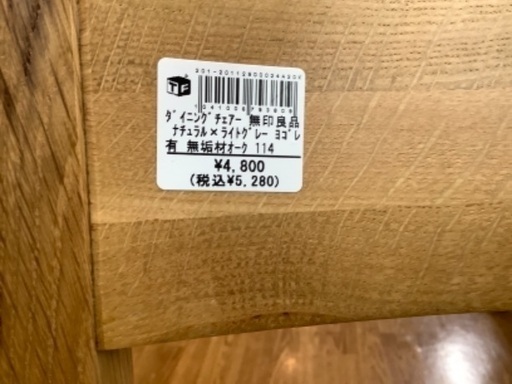 TF
ﾀﾞｲﾆﾝｸﾞﾁｪｱｰ 無印良品
ﾅﾁｭﾗﾙ×ﾗｲﾄｸﾞﾚｰ ﾖｺﾞﾚ
有 無垢材ｵｰｸ 114
¥4,800
(税込¥5,280)